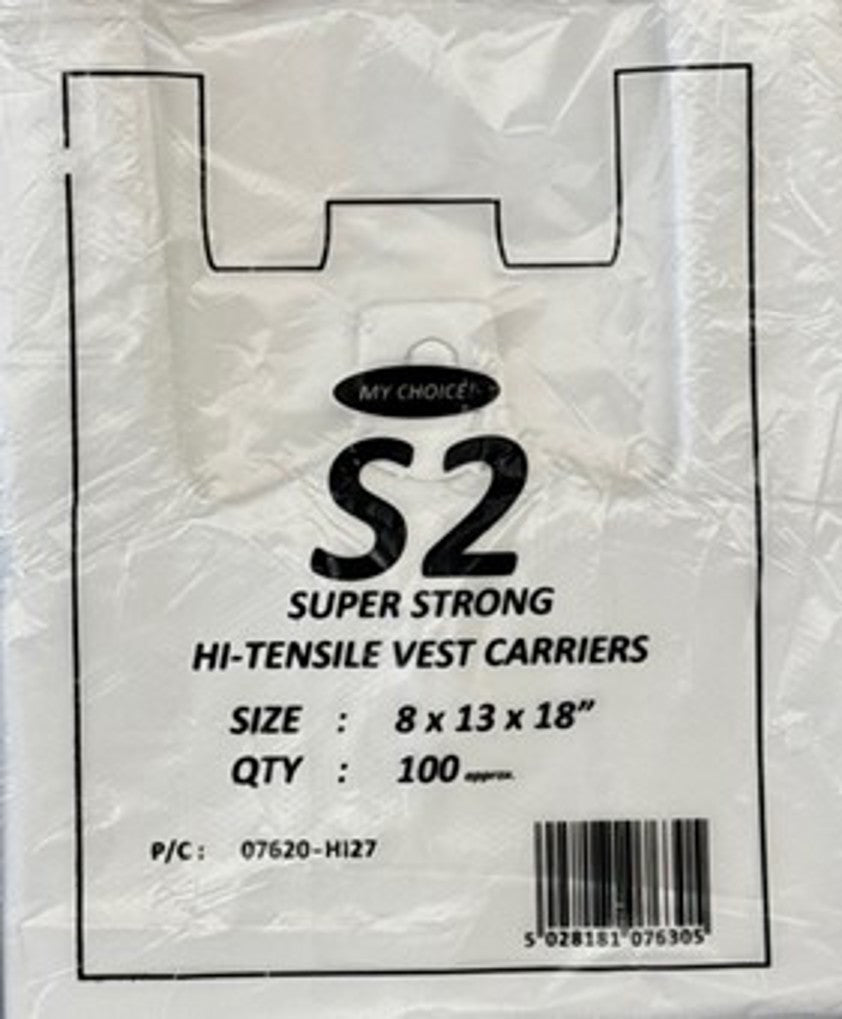 MY CHOICE!
S2
SUPER STRONG
HI-TENSILE VEST CARRIERS
SIZE : 8 x 13 x 18”
QTY : 100 approx.
P/C : 07620-HI27
5 028181 076305